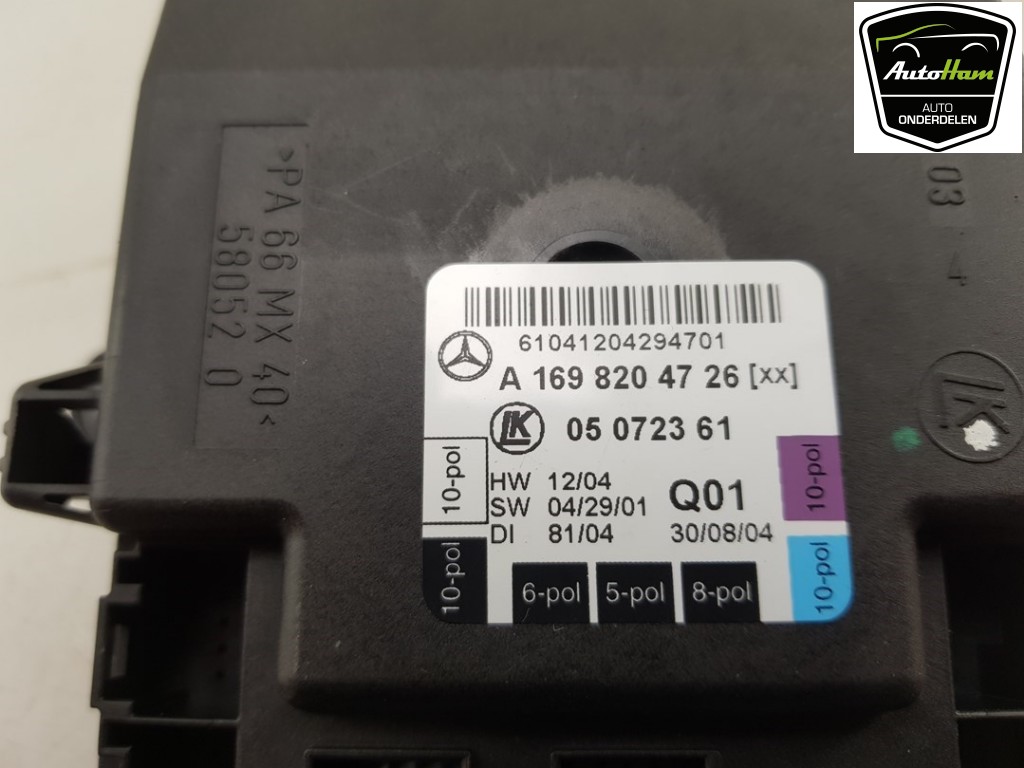 AutoHam
AUTO
ONDERDELEN
>PA 66 MX 40<
58052 0
03
4
61041204294701
A 169 820 47 26 [xx]
LK 05 0723 61
HW 12/04
SW 04/29/01
DI 81/04
Q01
30/08/04
10-pol
10-pol
10-pol
10-pol
6-pol
5-pol
8-pol
LK